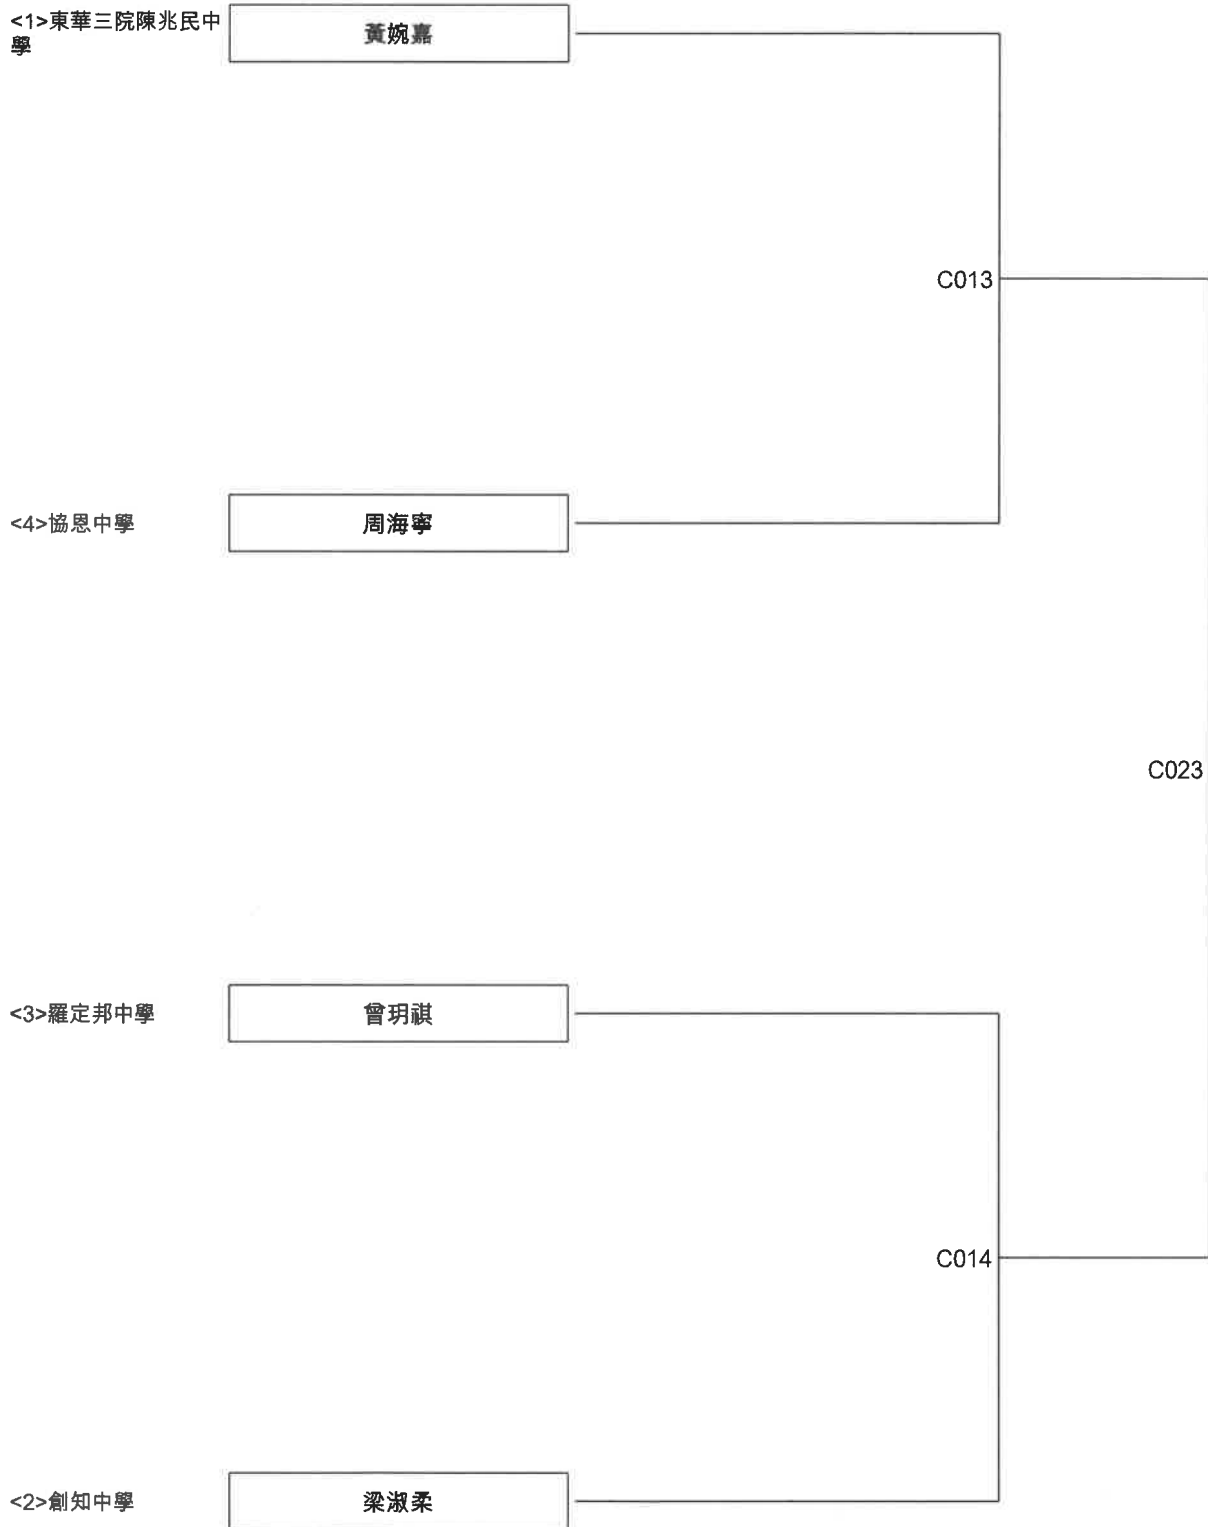 <1>東華三院陳兆民中
學
黃婉嘉
C013
<4>協恩中學
周海寧
C023
<3>羅定邦中學
曾玥祺
C014
<2>創知中學
梁淑柔